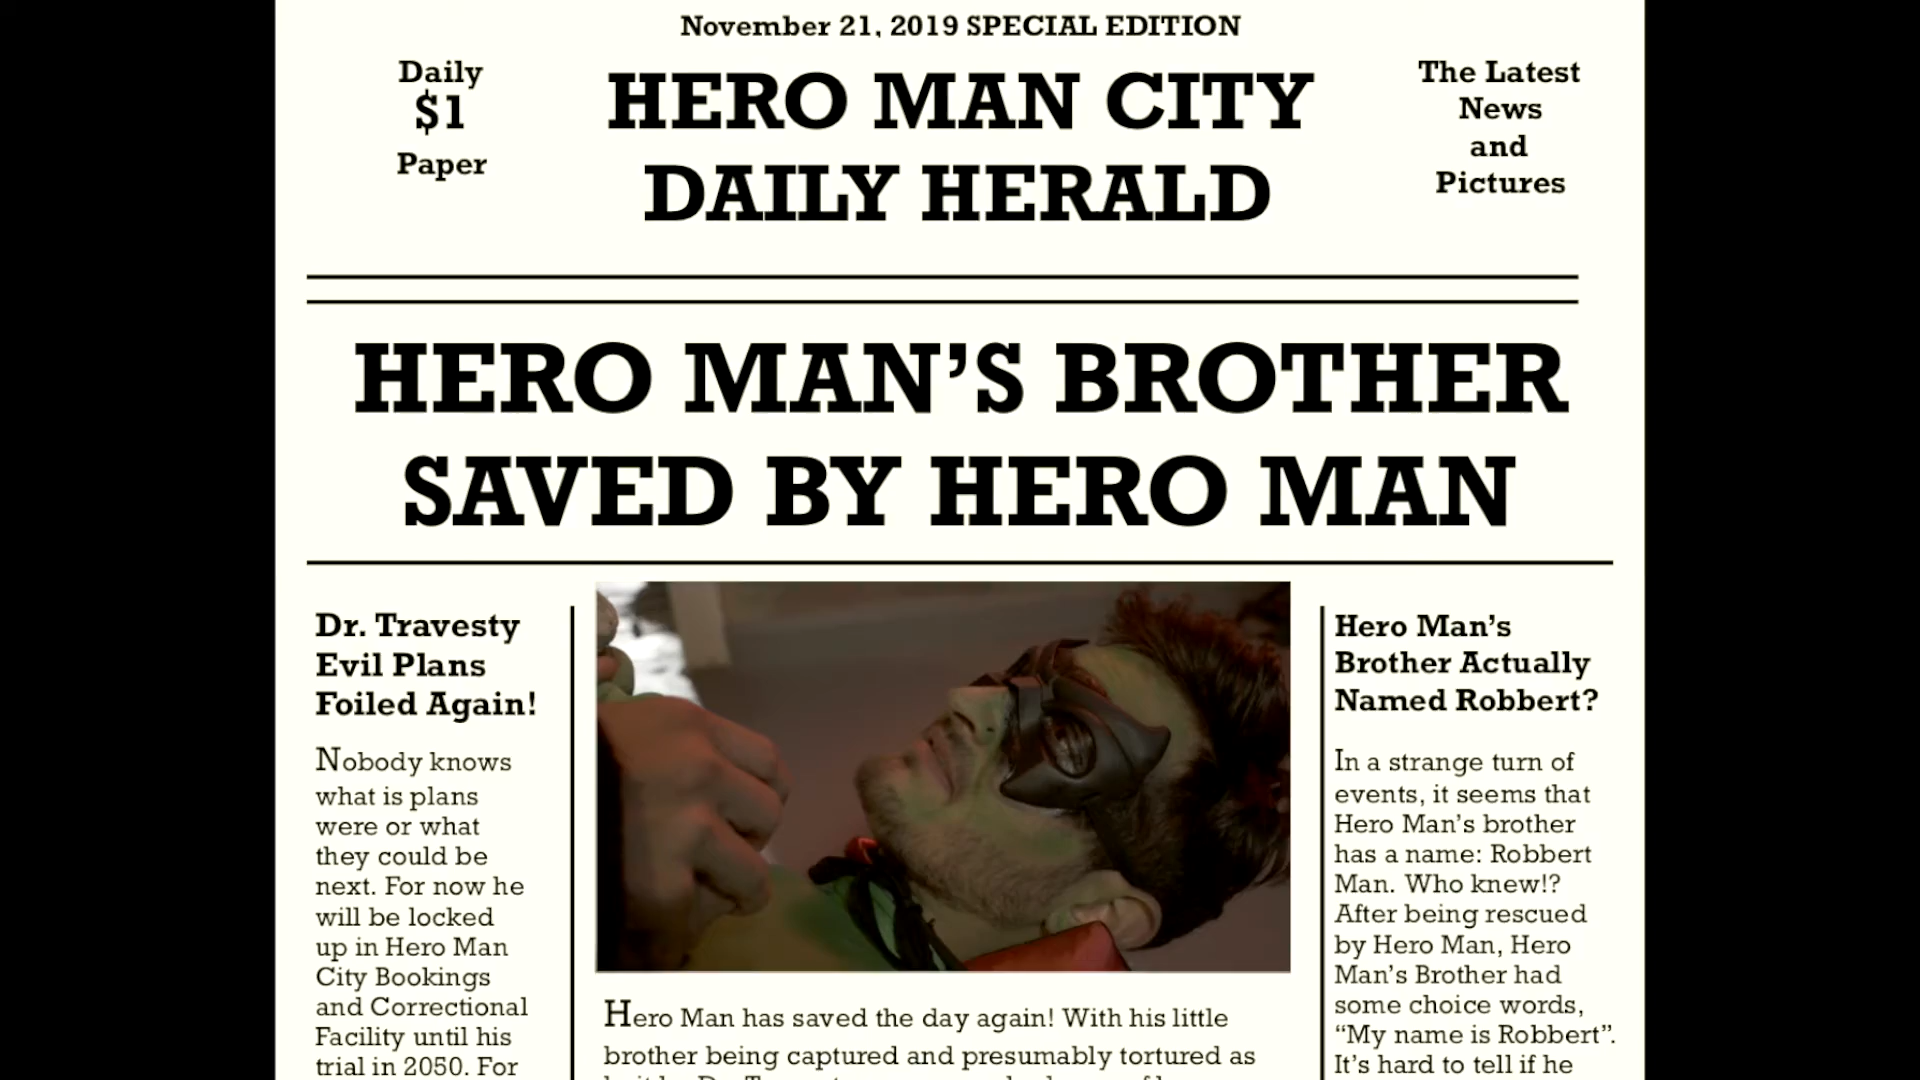 November 21, 2019 SPECIAL EDITION
Daily
$1
Paper
HERO MAN CITY
DAILY HERALD
The Latest
News
and
Pictures
HERO MAN’S BROTHER
SAVED BY HERO MAN
Dr. Travesty
Evil Plans
Foiled Again!
Nobody knows
what is plans
were or what
they could be
next. For now he
will be locked
up in Hero Man
City Bookings
and Correctional
Facility until his
trial in 2050. For
Hero Man has saved the day again! With his little
brother being captured and presumably tortured as
Hero Man’s
Brother Actually
Named Robbert?
In a strange turn of
events, it seems that
Hero Man’s brother
has a name: Robbert
Man. Who knew!?
After being rescued
by Hero Man, Hero
Man’s Brother had
some choice words,
“My name is Robbert”.
It’s hard to tell if he